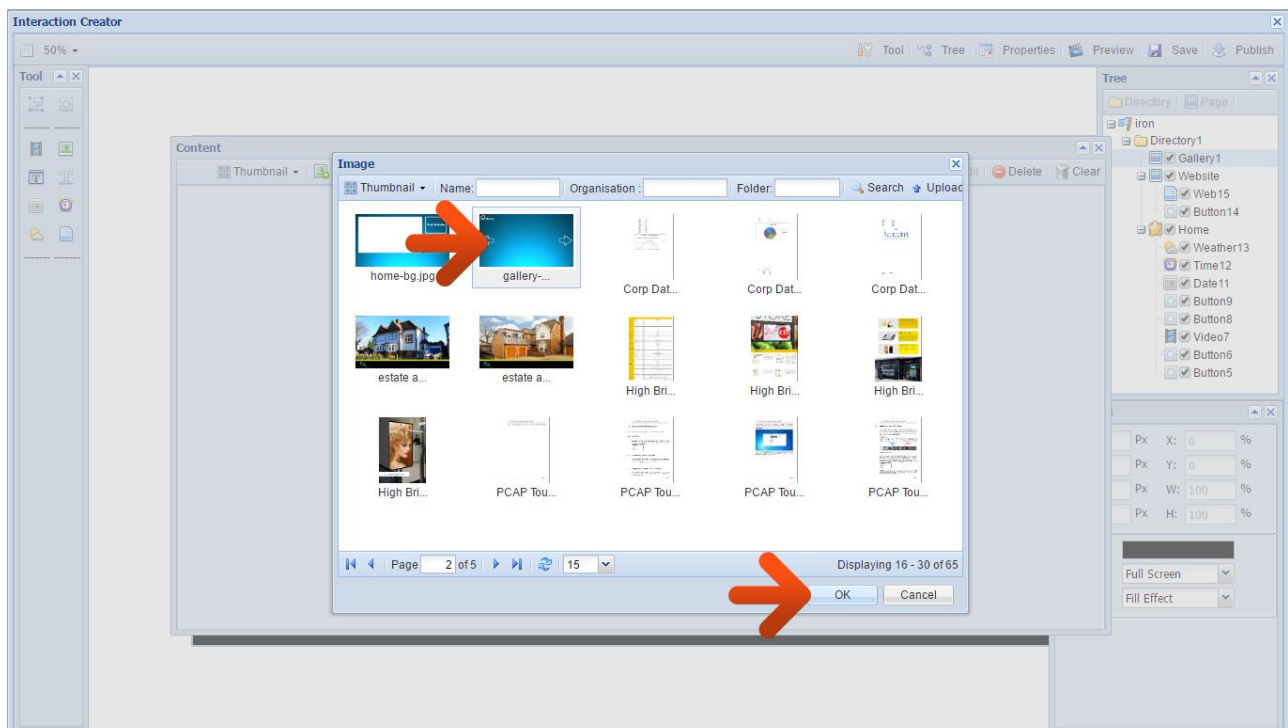 Interaction Creator
50%
Tool Tree Properties Preview Save Publish
Tool
Tree
Directory Page
iron
Directory1
Gallery1
Website
Web15
Button14
Home
Weather13
Time12
Date11
Button9
Button8
Video7
Button6
Button5
Content
Thumbnail
Delete Clear
Image
Thumbnail Name: Organisation : Folder: Search Upload
home-bg.jpg gallery-... Corp Dat... Corp Dat... Corp Dat...
estate a... estate a... High Bri... High Bri... High Bri...
High Bri... PCAP Tou... PCAP Tou... PCAP Tou... PCAP Tou...
Page 2 of 5 15 Displaying 16 - 30 of 65
OK Cancel
Px X: 0 %
Px Y: 0 %
Px W: 100 %
Px H: 100 %
Full Screen
Fill Effect